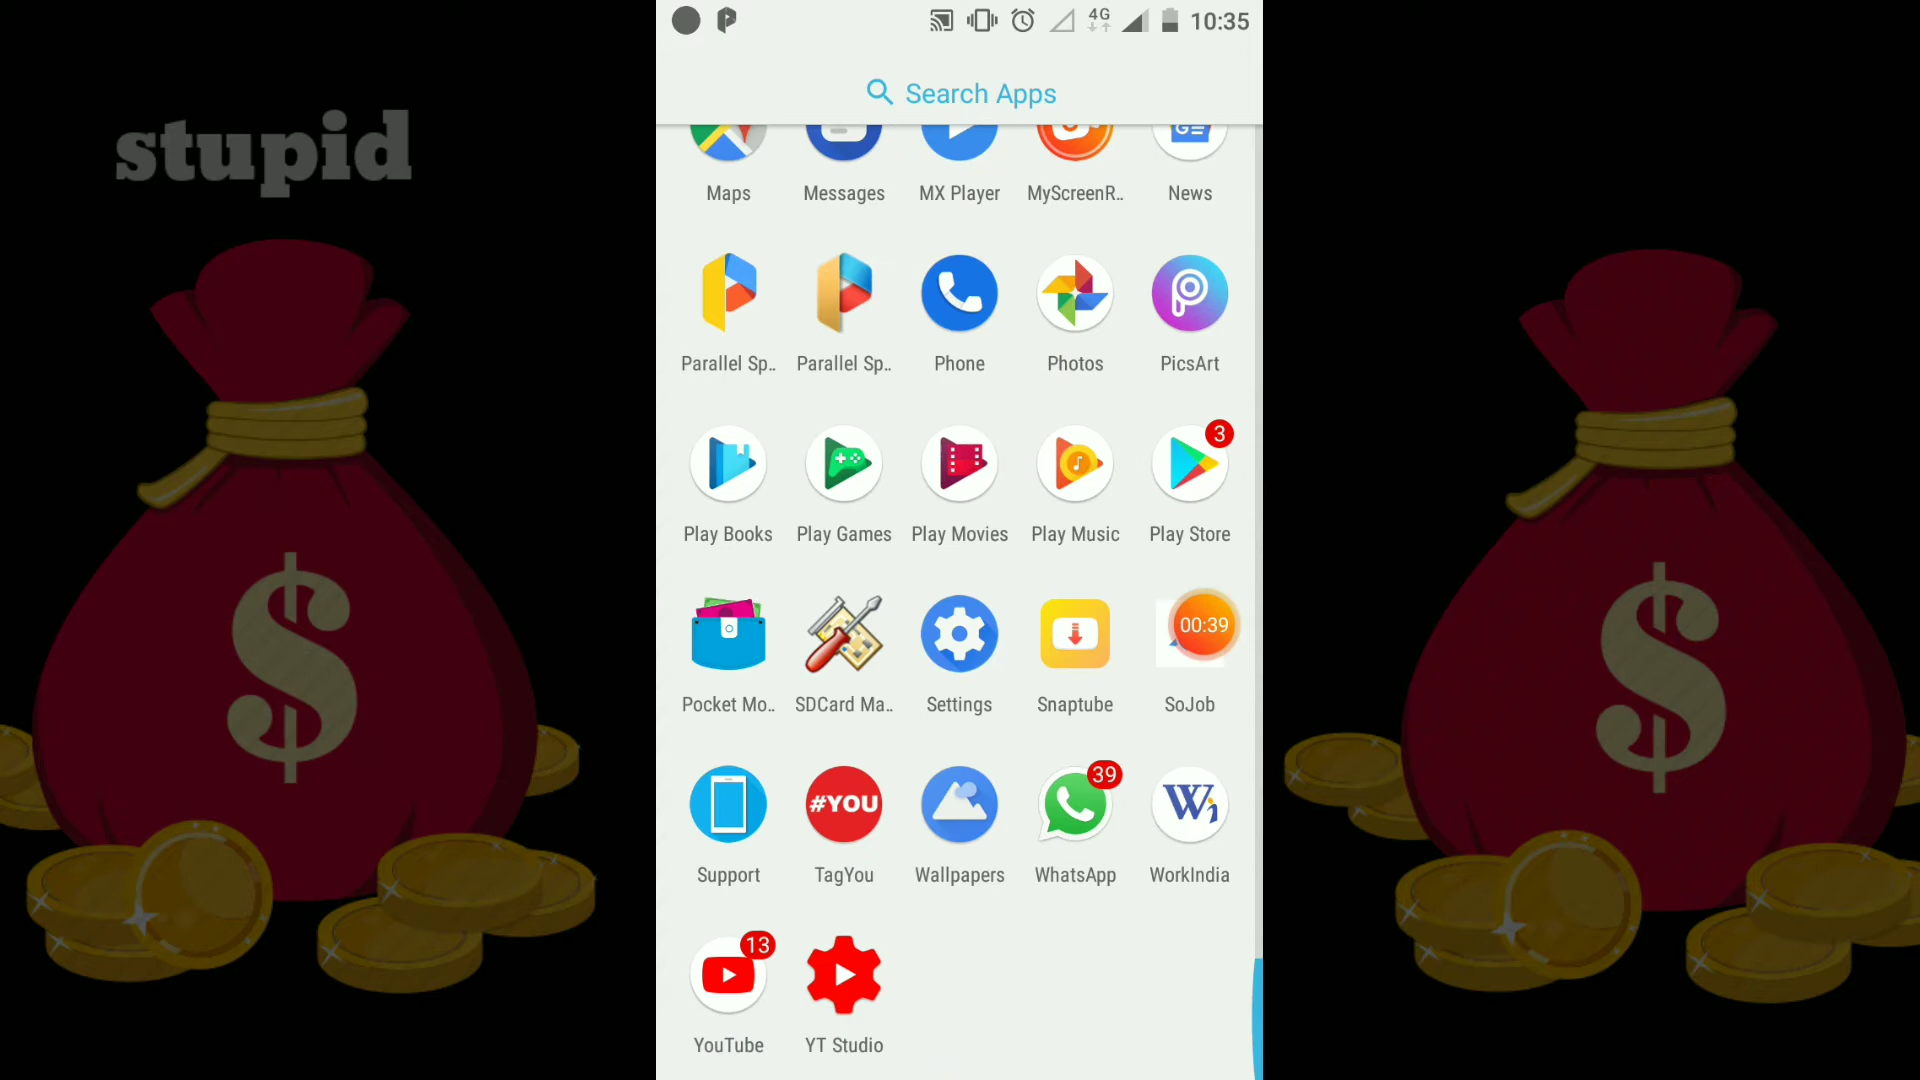 10:35
4G
stupid
Search Apps
GE
Maps
Messages
MX Player
MyScreenR..
News
Parallel Sp..
Parallel Sp..
Phone
Photos
PicsArt
3
Play Books
Play Games
Play Movies
Play Music
Play Store
00:39
Pocket Mo..
SDCard Ma..
Settings
Snaptube
SoJob
#YOU
39
W
Support
TagYou
Wallpapers
WhatsApp
WorkIndia
13
YouTube
YT Studio
$
$